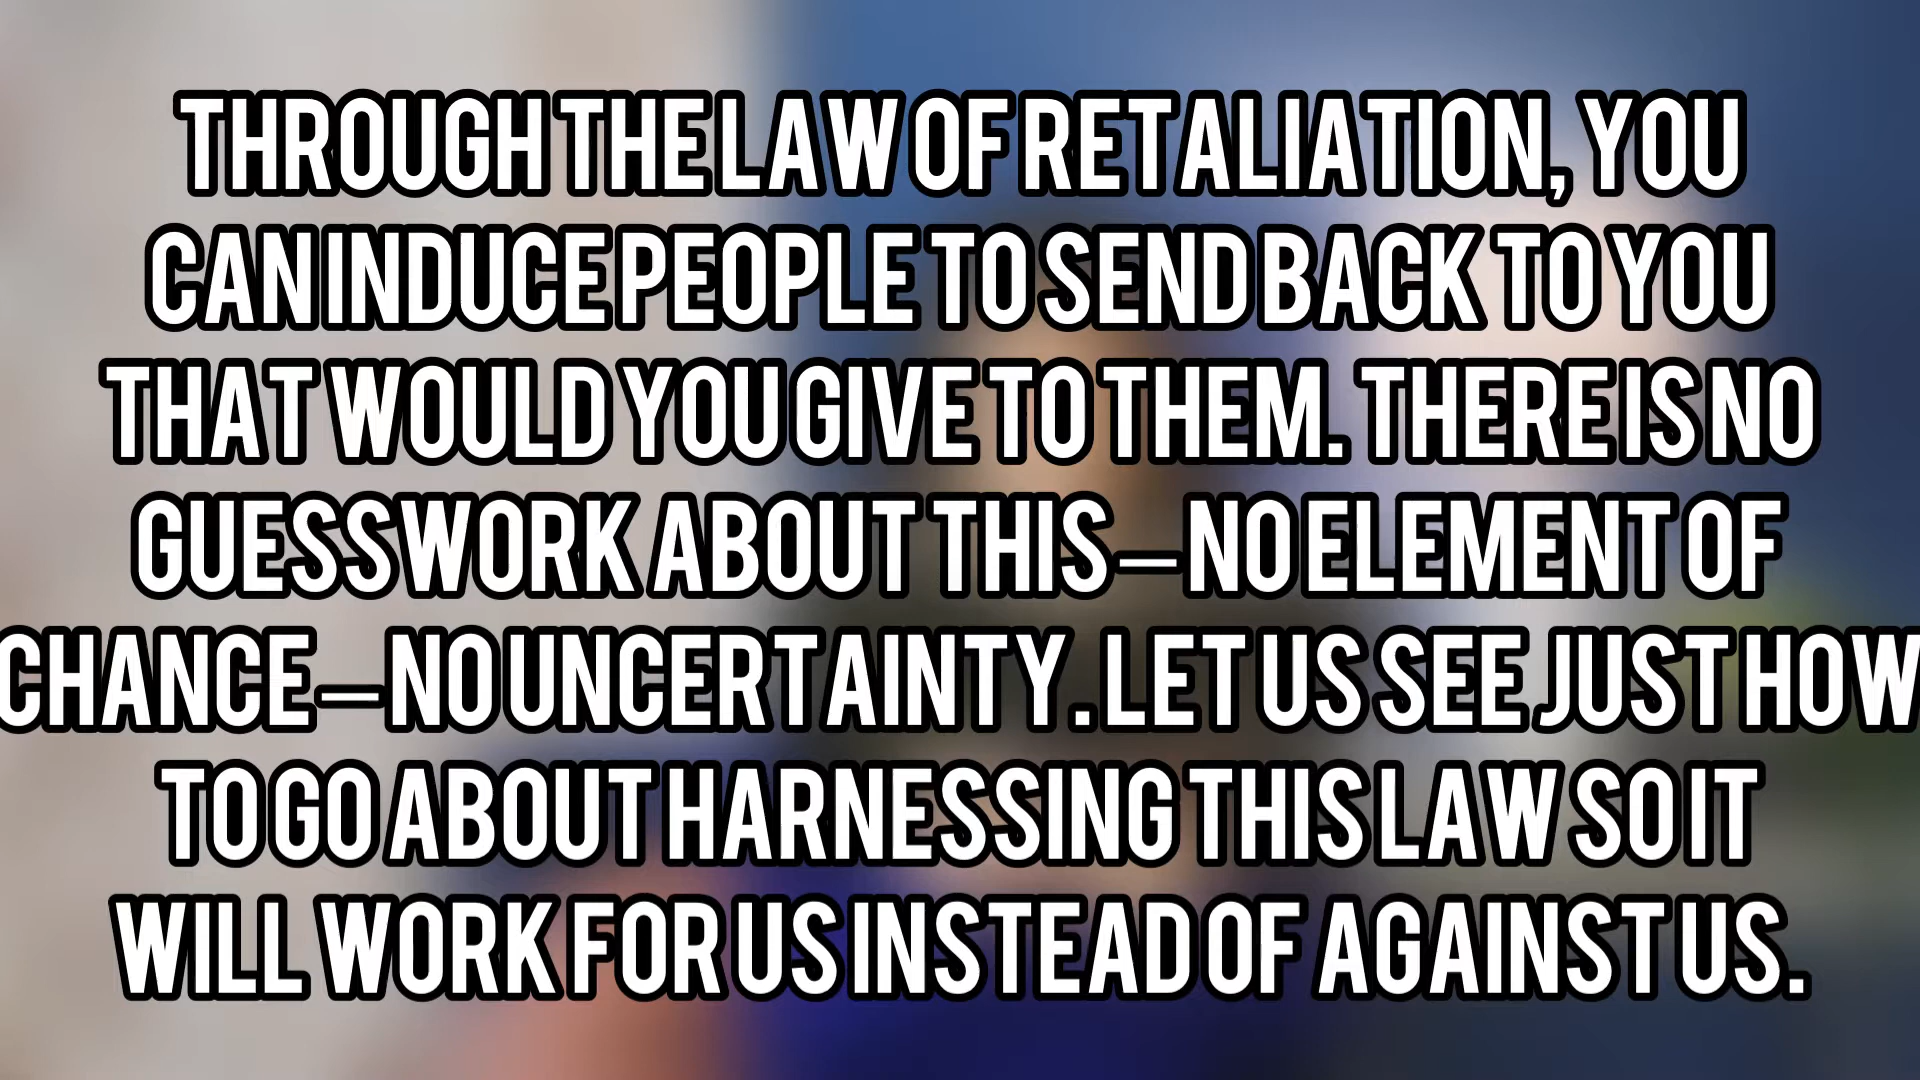 THROUGH THE LAW OF RETALIATION, YOU
CAN INDUCE PEOPLE TO SEND BACK TO YOU
THAT WOULD YOU GIVE TO THEM. THERE IS NO
GUESSWORK ABOUT THIS—NO ELEMENT OF
CHANCE—NO UNCERTAINTY. LET US SEE JUST HOW
TO GO ABOUT HARNESSING THIS LAW SO IT
WILL WORK FOR US INSTEAD OF AGAINST US.